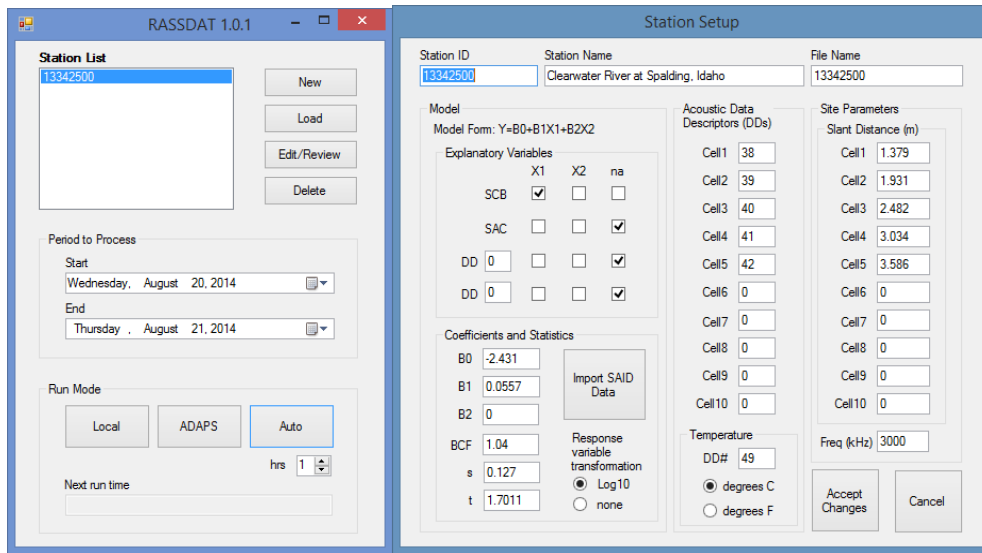 RASSDAT 1.0.1
Station List
13342500
New
Load
Edit/Review
Delete
Period to Process
Start
Wednesday, August 20, 2014
End
Thursday , August 21, 2014
Run Mode
Local ADAPS Auto
hrs 1
Next run time
Station Setup
Station ID Station Name File Name
13342500 Clearwater River at Spalding, Idaho 13342500
Model
Model Form: Y=B0+B1X1+B2X2
Explanatory Variables
X1 X2 na
SCB
SAC
DD 0
DD 0
Coefficients and Statistics
B0 -2.431
B1 0.0557
B2 0
BCF 1.04
s 0.127
t 1.7011
Import SAID
Data
Response
variable
transformation
Log10
none
Acoustic Data
Descriptors (DDs)
Cell1 38
Cell2 39
Cell3 40
Cell4 41
Cell5 42
Cell6 0
Cell7 0
Cell8 0
Cell9 0
Cell10 0
Temperature
DD# 49
degrees C
degrees F
Site Parameters
Slant Distance (m)
Cell1 1.379
Cell2 1.931
Cell3 2.482
Cell4 3.034
Cell5 3.586
Cell6 0
Cell7 0
Cell8 0
Cell9 0
Cell10 0
Freq (kHz) 3000
Accept
Changes
Cancel